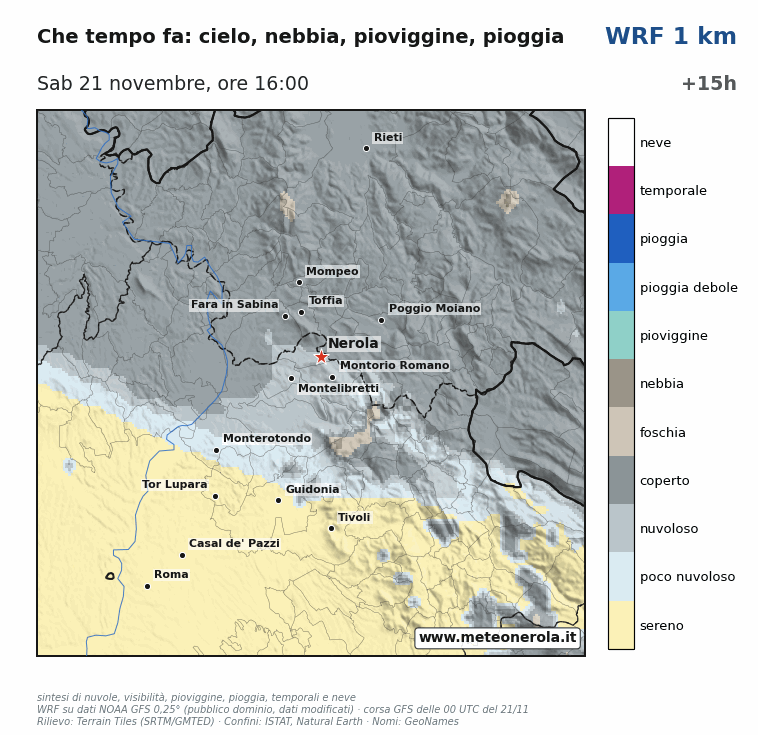 Che tempo fa: cielo, nebbia, pioviggine, pioggia
WRF 1 km
Sab 21 novembre, ore 16:00
+15h
Rieti
Mompeo
Toffia
Fara in Sabina
Poggio Moiano
Nerola
Montorio Romano
Montelibretti
Monterotondo
Tor Lupara
Guidonia
Tivoli
Casal de' Pazzi
Roma
www.meteonerola.it
neve
temporale
pioggia
pioggia debole
pioviggine
nebbia
foschia
coperto
nuvoloso
poco nuvoloso
sereno
sintesi di nuvole, visibilità, pioviggine, pioggia, temporali e neve
WRF su dati NOAA GFS 0,25° (pubblico dominio, dati modificati) · corsa GFS delle 00 UTC del 21/11
Rilievo: Terrain Tiles (SRTM/GMTED) · Confini: ISTAT, Natural Earth · Nomi: GeoNames